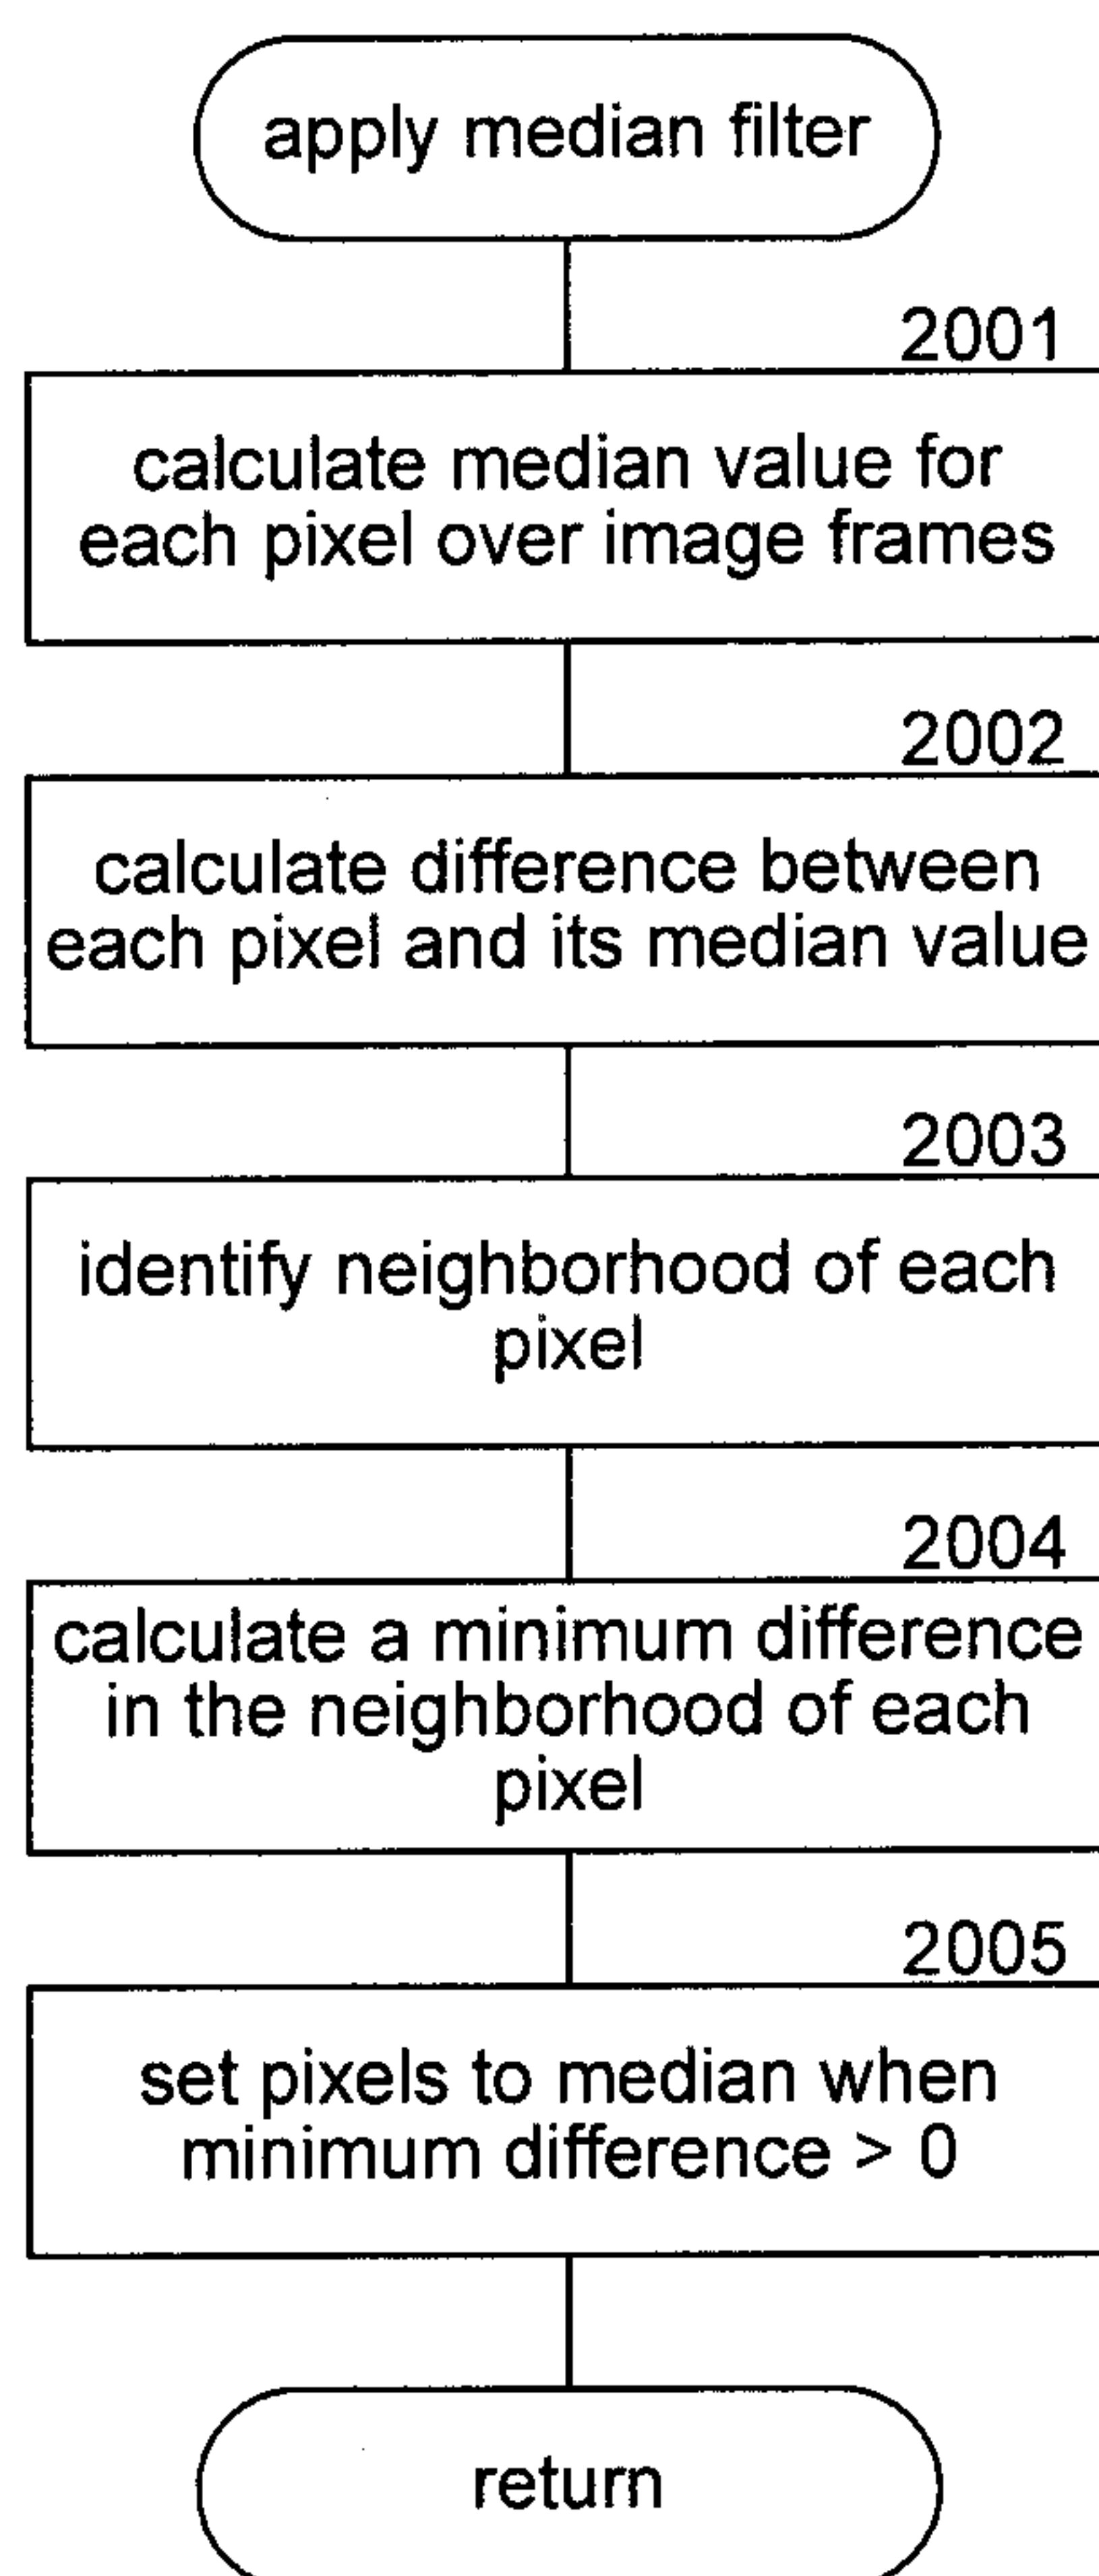 apply median filter
2001
calculate median value for
each pixel over image frames
2002
calculate difference between
each pixel and its median value
2003
identify neighborhood of each
pixel
2004
calculate a minimum difference
in the neighborhood of each
pixel
2005
set pixels to median when
minimum difference > 0
return